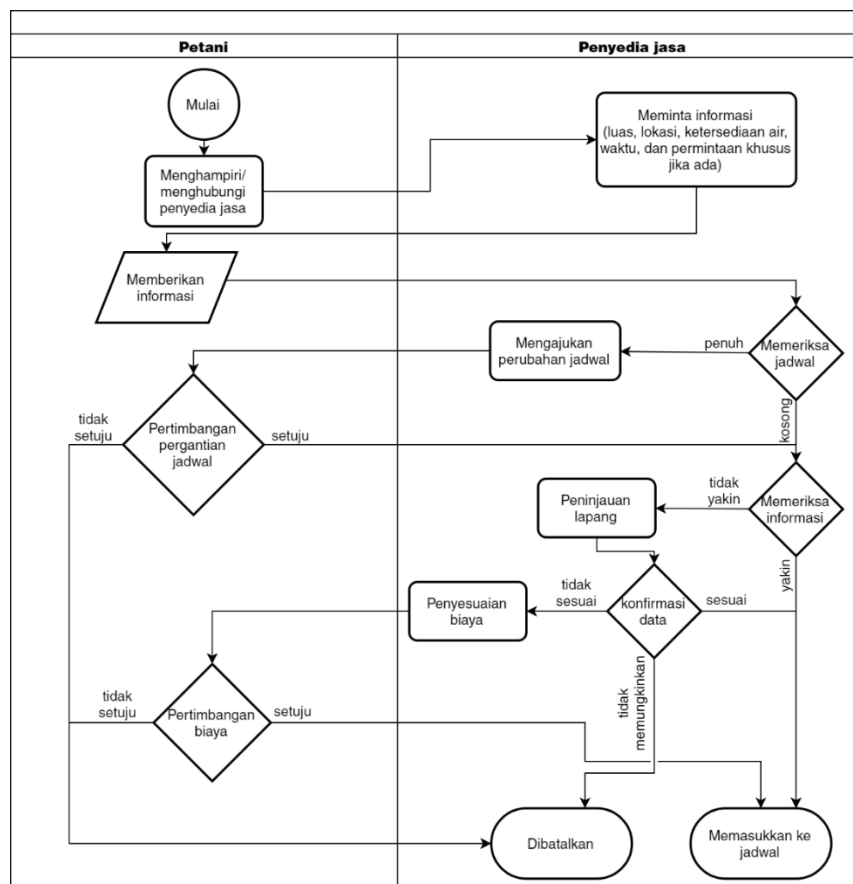 Petani
Penyedia jasa
Mulai
Meminta informasi
(luas, lokasi, ketersediaan air,
waktu, dan permintaan khusus
jika ada)
Menghampiri/
menghubungi
penyedia jasa
Memberikan
informasi
Mengajukan
perubahan jadwal
penuh
Memeriksa
jadwal
kosong
tidak
setuju
Pertimbangan
pergantian
jadwal
setuju
Peninjauan
lapang
tidak
yakin
Memeriksa
informasi
yakin
Penyesuaian
biaya
tidak
sesuai
konfirmasi
data
sesuai
tidak
memungkinkan
tidak
setuju
Pertimbangan
biaya
setuju
Dibatalkan
Memasukkan ke
jadwal